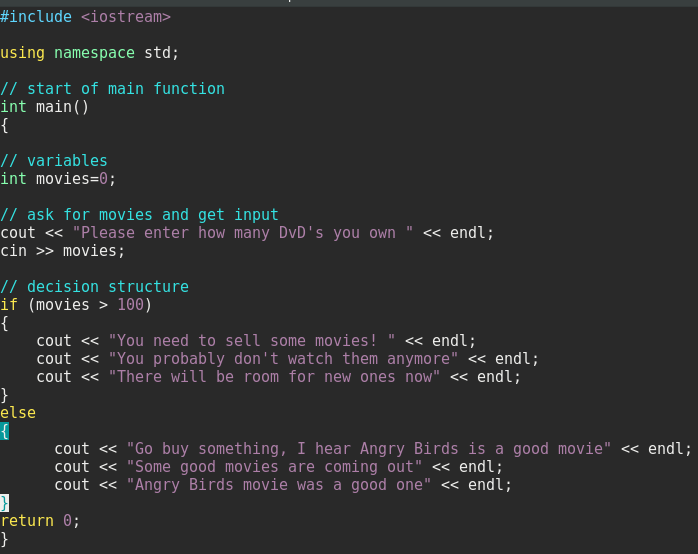 #include <iostream>
using namespace std;
// start of main function
int main()
{
// variables
int movies=0;
// ask for movies and get input
cout << "Please enter how many DvD's you own " << endl;
cin >> movies;
// decision structure
if (movies > 100)
{
    cout << "You need to sell some movies! " << endl;
    cout << "You probably don't watch them anymore" << endl;
    cout << "There will be room for new ones now" << endl;
}
else
{
      cout << "Go buy something, I hear Angry Birds is a good movie" << endl;
      cout << "Some good movies are coming out" << endl;
      cout << "Angry Birds movie was a good one" << endl;
}
return 0;
}